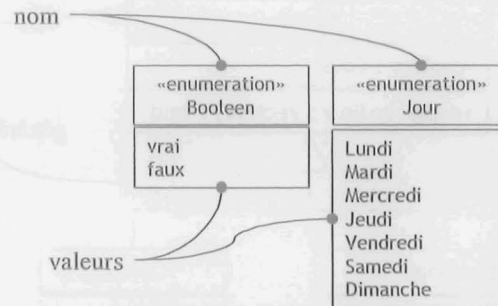 nom
«enumeration»
Booleen
vrai
faux
«enumeration»
Jour
Lundi
Mardi
Mercredi
Jeudi
Vendredi
Samedi
Dimanche
valeurs